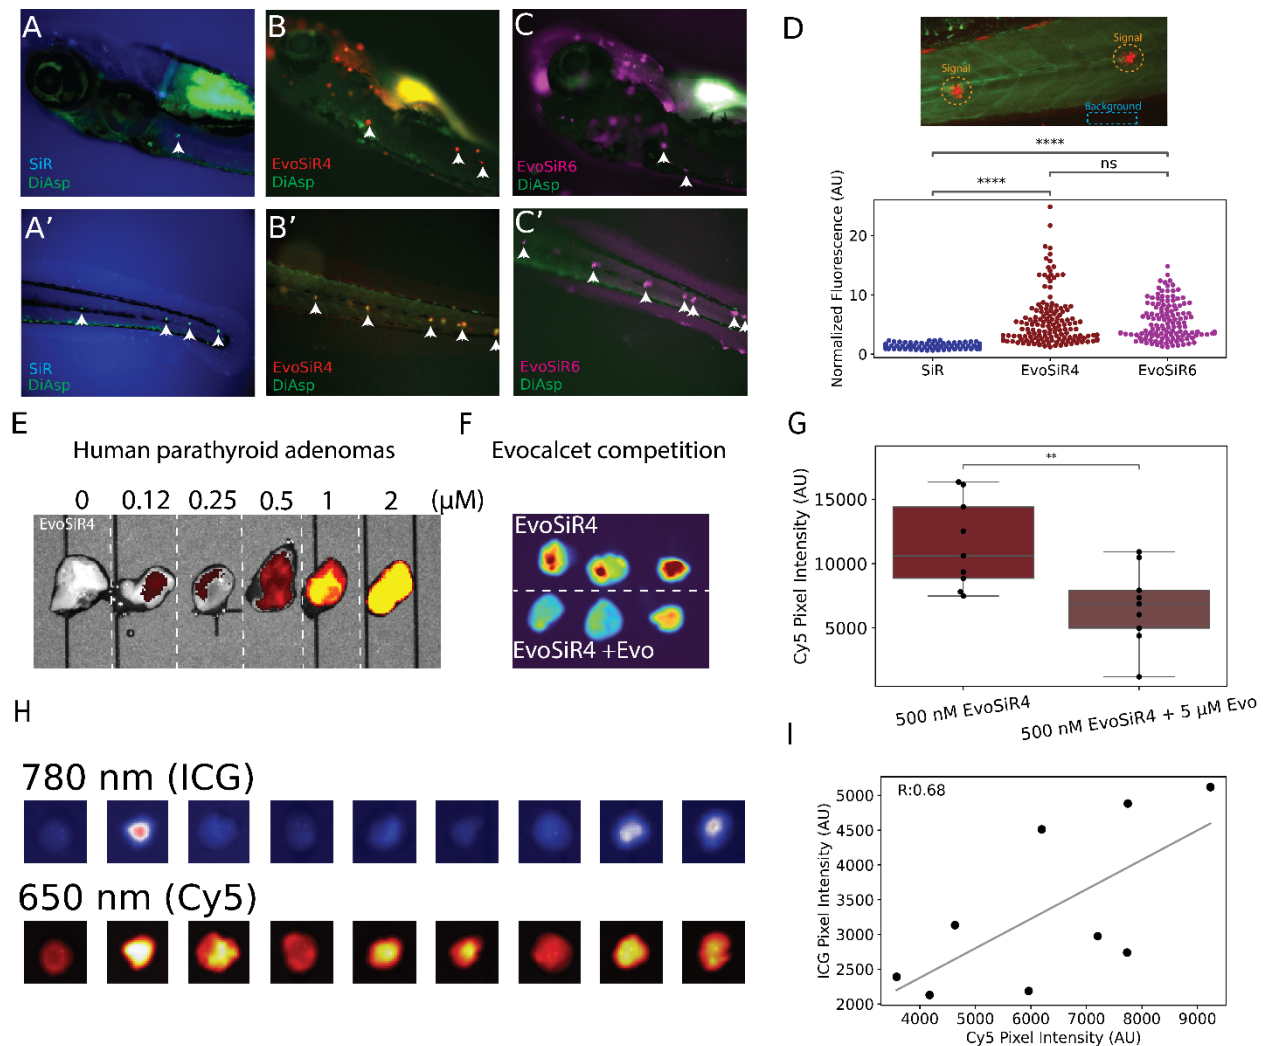 A
SiR
DiAsp
B
EvoSiR4
DiAsp
C
EvoSiR6
DiAsp
D
Signal
Signal
Background
****
ns
****
Normalized Fluorescence (AU)
20
10
0
SiR
EvoSiR4
EvoSiR6
A'
SiR
DiAsp
B'
EvoSiR4
DiAsp
C'
EvoSiR6
DiAsp
E
Human parathyroid adenomas
0 0.12 0.25 0.5 1 2 (μM)
EvoSiR4
F
Evocalcet competition
EvoSiR4
EvoSiR4 +Evo
G
**
Cy5 Pixel Intensity (AU)
15000
10000
5000
500 nM EvoSiR4
500 nM EvoSiR4 + 5 μM Evo
H
780 nm (ICG)
650 nm (Cy5)
I
R:0.68
ICG Pixel Intensity (AU)
5000
4500
4000
3500
3000
2500
2000
4000 5000 6000 7000 8000 9000
Cy5 Pixel Intensity (AU)